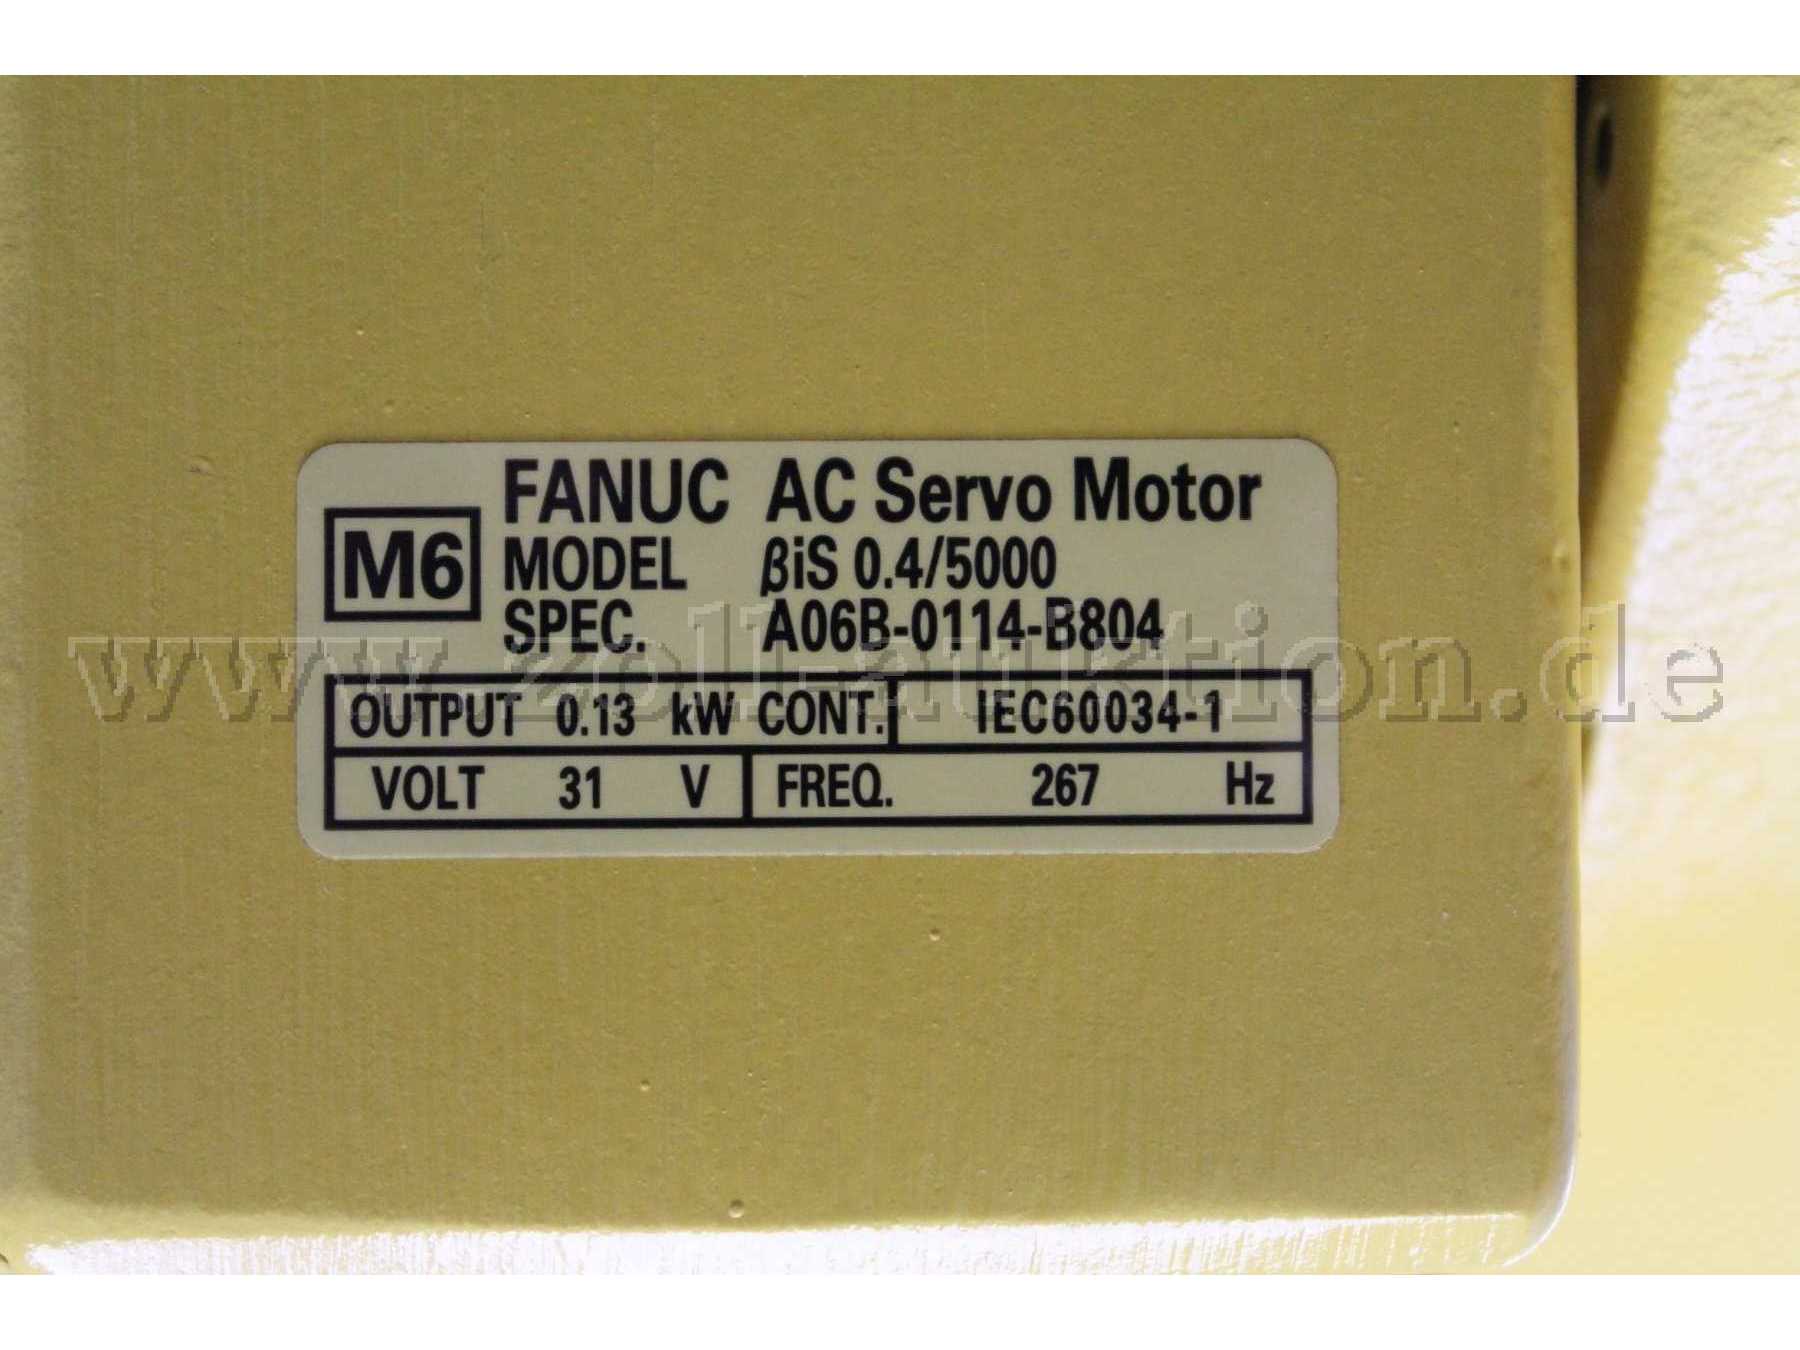 FANUC AC Servo Motor
M6
MODEL βiS 0.4/5000
SPEC. A06B-0114-B804
www.zoll-auktion.de
OUTPUT 0.13 kW CONT. IEC60034-1
VOLT 31 V FREQ. 267 Hz